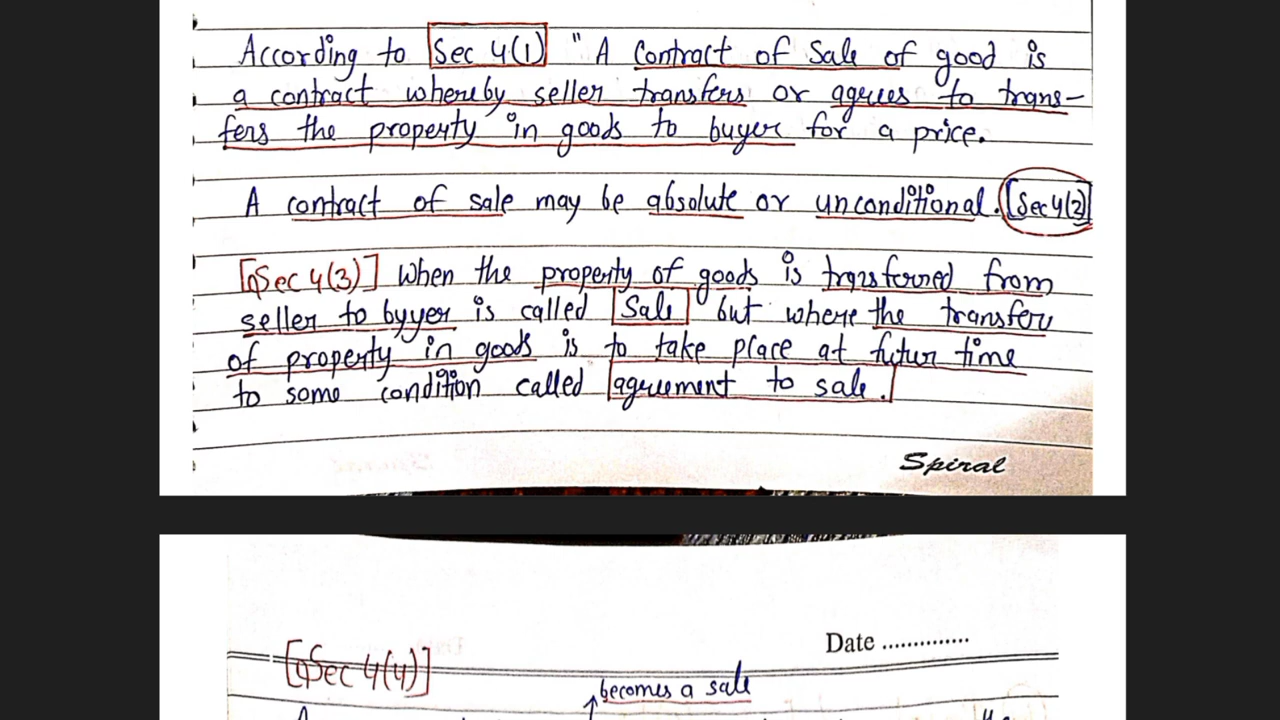 According to Sec 4(1) "A Contract of Sale of good is
a contract whereby seller transfers or agrees to trans-
fers the property in goods to buyer for a price.
A contract of sale may be absolute or unconditional. [Sec 4(2)]
[Sec 4(3)] When the property of goods is transferred from
seller to byyer is called Sale but where the transfer
of property in goods is to take place at futur time
to some condition called agreement to sale.
Spiral
Date ..............
[Sec 4(4)]
becomes a sale